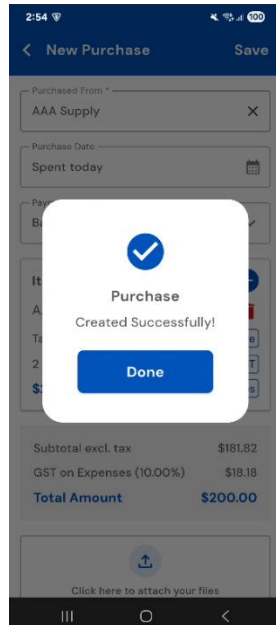 2:54
100
New Purchase
Save
Purchased From *
AAA Supply
Purchase Date
Spent today
Purchase
Created Successfully!
Done
Subtotal excl. tax
$181.82
GST on Expenses (10.00%)
$18.18
Total Amount
$200.00
Click here to attach your files